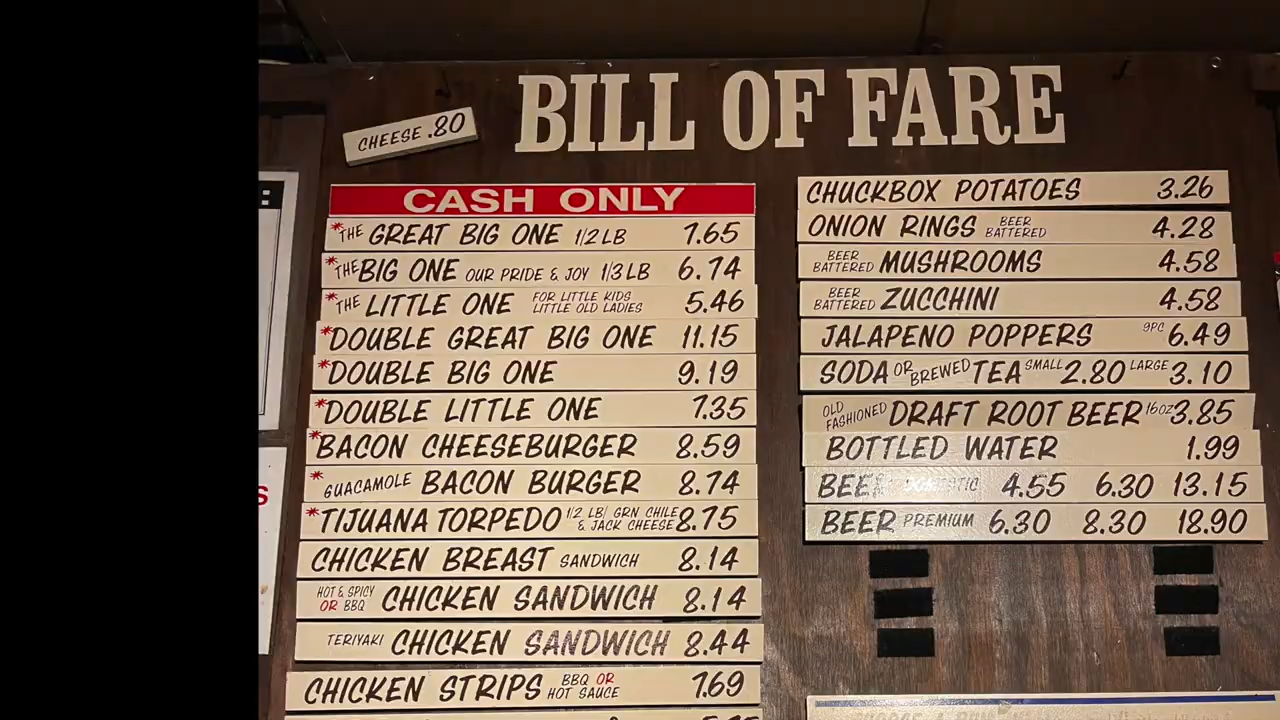 BILL OF FARE
CHEESE .80
CASH ONLY
*THE GREAT BIG ONE 1/2 LB 7.65
*THE BIG ONE OUR PRIDE & JOY 1/3 LB 6.74
*THE LITTLE ONE FOR LITTLE KIDS LITTLE OLD LADIES 5.46
*DOUBLE GREAT BIG ONE 11.15
*DOUBLE BIG ONE 9.19
*DOUBLE LITTLE ONE 7.35
*BACON CHEESEBURGER 8.59
*GUACAMOLE BACON BURGER 8.74
*TIJUANA TORPEDO 1/2 LB/ GRN CHILE & JACK CHEESE 8.75
CHICKEN BREAST SANDWICH 8.14
HOT & SPICY OR BBQ CHICKEN SANDWICH 8.14
TERIYAKI CHICKEN SANDWICH 8.44
CHICKEN STRIPS BBQ OR HOT SAUCE 7.69
CHUCKBOX POTATOES 3.26
ONION RINGS BEER BATTERED 4.28
BEER BATTERED MUSHROOMS 4.58
BEER BATTERED ZUCCHINI 4.58
JALAPENO POPPERS 9PC 6.49
SODA OR BREWED TEA SMALL 2.80 LARGE 3.10
OLD FASHIONED DRAFT ROOT BEER 16OZ 3.85
BOTTLED WATER 1.99
BEER DOMESTIC 4.55 6.30 13.15
BEER PREMIUM 6.30 8.30 18.90